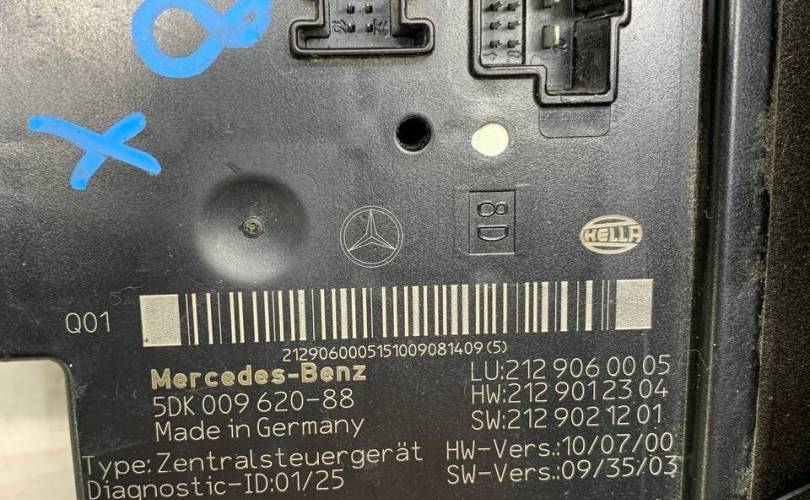 8
X
8D
HELLA
Q01
2129060005151009081409(5)
Mercedes-Benz
5DK 009 620-88
Made in Germany
Type: Zentralsteuergerät
Diagnostic-ID:01/25
LU:212 906 00 05
HW:212 901 23 04
SW:212 902 12 01
HW-Vers.:10/07/00
SW-Vers.:09/35/03